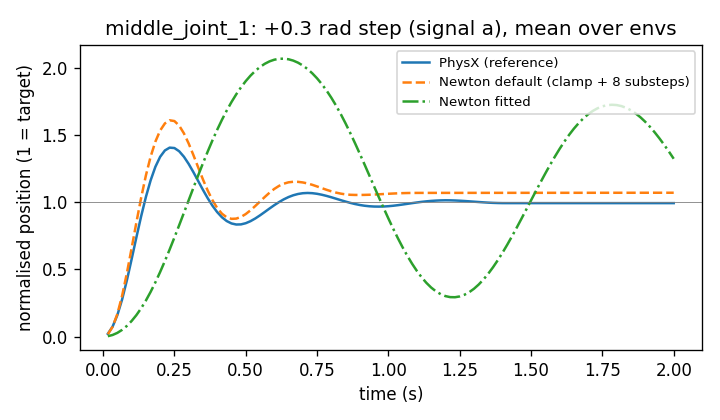 middle_joint_1: +0.3 rad step (signal a), mean over envs
PhysX (reference)
Newton default (clamp + 8 substeps)
Newton fitted
normalised position (1 = target)
2.0
1.5
1.0
0.5
0.0
0.00 0.25 0.50 0.75 1.00 1.25 1.50 1.75 2.00
time (s)